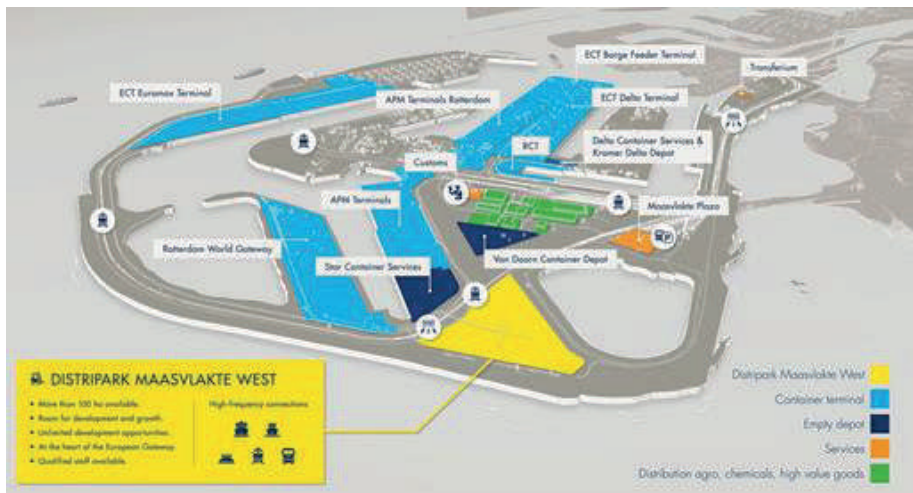 ECT Barge Feeder Terminal
Transferium
ECT Euromax Terminal
APM Terminals Rotterdam
ECT Delta Terminal
RCT
Delta Container Services &
Kramer Delta Depot
Customs
APM Terminals
Maasvlakte Plaza
Rotterdam World Gateway
Star Container Services
Van Doorn Container Depot
DISTRIPARK MAASVLAKTE WEST
• More than 100 ha available.
• Room for development and growth.
• Unlimited development opportunities.
• At the heart of the European Gateway
• Qualified staff available.
High-frequency connections:
Distripark Maasvlakte West
Container terminal
Empty depot
Services
Distribution agro, chemicals, high value goods